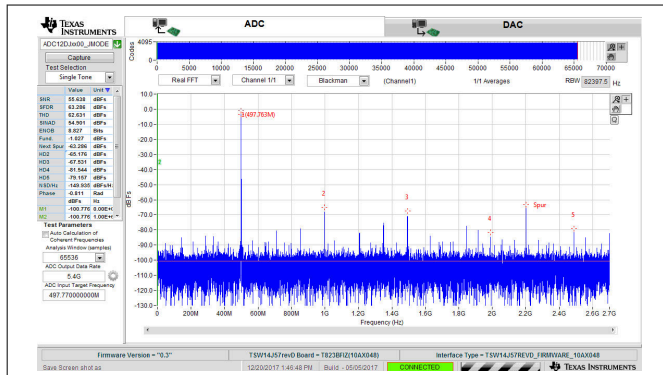 TEXAS INSTRUMENTS
ADC
DAC
ADC12DJxx00_JMODE
Capture
Test Selection
Single Tone
Value Unit
SNR 55.638 dBFs
SFDR 63.286 dBFs
THD 62.631 dBFs
SINAD 54.901 dBFs
ENOB 8.827 Bits
Fund. -1.027 dBFs
Next Spur -63.286 dBFs
HD2 -65.176 dBFs
HD3 -67.531 dBFs
HD4 -81.544 dBFs
HD5 -79.157 dBFs
NSD/Hz -149.935 dBFs/H
Phase -0.811 Rad
dBFs Hz
M1 -100.776 0.00E+
M2 -100.776 1.00E+
Test Parameters
Auto Calculation of Coherent Frequencies
Analysis Window (samples)
65536
ADC Output Data Rate
5.4G
ADC Input Target Frequency
497.770000000M
Codes
4095
0
0 5000 10000 15000 20000 25000 30000 35000 40000 45000 50000 55000 60000 65000 70000
Real FFT Channel 1/1 Blackman (Channel1) 1/1 Averages RBW 82397.5 Hz
dBFs
10.0
0.0
-10.0
-20.0
-30.0
-40.0
-50.0
-60.0
-70.0
-80.0
-90.0
-100.0
-110.0
-120.0
-130.0
(497.763M)
2
2
3
4
Spur
5
0 200M 400M 600M 800M 1G 1.2G 1.4G 1.6G 1.8G 2.0G 2.2G 2.4G 2.6G 2.7G
Frequency (Hz)
Firmware Version = "0.3" TSW14J57revD Board = T823BFIZ(10AX048) Interface Type = TSW14J57REVD_FIRMWARE_10AX048
Save Screen shot as 12/20/2017 1:46:48 PM Build - 05/05/2017 CONNECTED TEXAS INSTRUMENTS